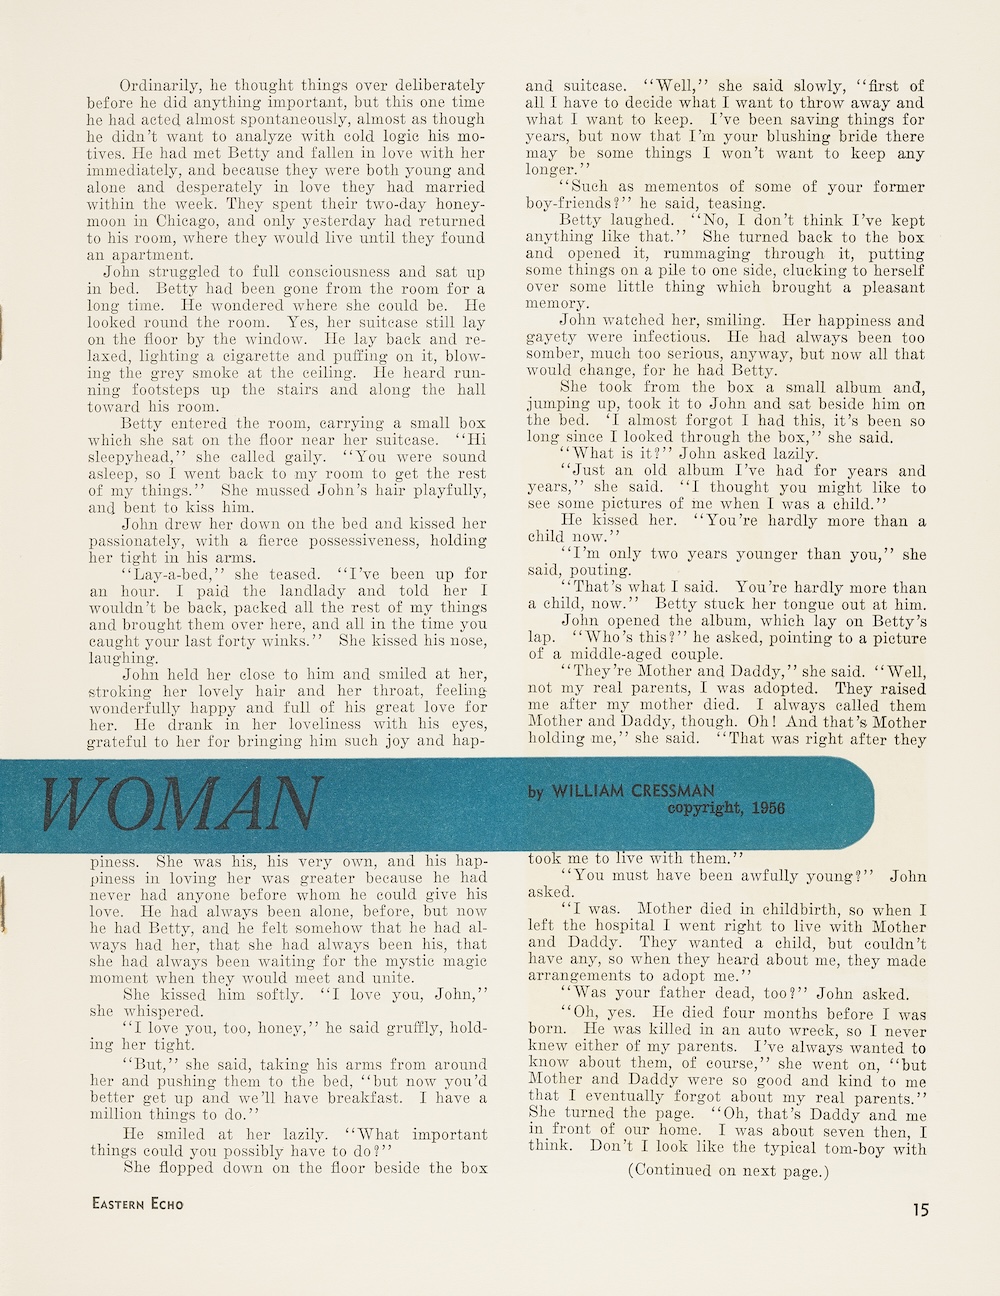 Ordinarily, he thought things over deliberately
before he did anything important, but this one time
he had acted almost spontaneously, almost as though
he didn't want to analyze with cold logic his mo-
tives. He had met Betty and fallen in love with her
immediately, and because they were both young and
alone and desperately in love they had married
within the week. They spent their two-day honey-
moon in Chicago, and only yesterday had returned
to his room, where they would live until they found
an apartment.
John struggled to full consciousness and sat up
in bed. Betty had been gone from the room for a
long time. He wondered where she could be. He
looked round the room. Yes, her suitcase still lay
on the floor by the window. He lay back and re-
laxed, lighting a cigarette and puffing on it, blow-
ing the grey smoke at the ceiling. He heard run-
ning footsteps up the stairs and along the hall
toward his room.
Betty entered the room, carrying a small box
which she sat on the floor near her suitcase. "Hi
sleepyhead," she called gaily. "You were sound
asleep, so I went back to my room to get the rest
of my things." She mussed John's hair playfully,
and bent to kiss him.
John drew her down on the bed and kissed her
passionately, with a fierce possessiveness, holding
her tight in his arms.
"Lay-a-bed," she teased. "I've been up for
an hour. I paid the landlady and told her I
wouldn't be back, packed all the rest of my things
and brought them over here, and all in the time you
caught your last forty winks." She kissed his nose,
laughing.
John held her close to him and smiled at her,
stroking her lovely hair and her throat, feeling
wonderfully happy and full of his great love for
her. He drank in her loveliness with his eyes,
grateful to her for bringing him such joy and hap-
WOMAN
piness. She was his, his very own, and his hap-
piness in loving her was greater because he had
never had anyone before whom he could give his
love. He had always been alone, before, but now
he had Betty, and he felt somehow that he had al-
ways had her, that she had always been his, that
she had always been waiting for the mystic magic
moment when they would meet and unite.
She kissed him softly. "I love you, John,"
she whispered.
"I love you, too, honey," he said gruffly, hold-
ing her tight.
"But," she said, taking his arms from around
her and pushing them to the bed, "but now you'd
better get up and we'll have breakfast. I have a
million things to do."
He smiled at her lazily. "What important
things could you possibly have to do?"
She flopped down on the floor beside the box
and suitcase. "Well," she said slowly, "first of
all I have to decide what I want to throw away and
what I want to keep. I've been saving things for
years, but now that I'm your blushing bride there
may be some things I won't want to keep any
longer."
"Such as mementos of some of your former
boy-friends?" he said, teasing.
Betty laughed. "No, I don't think I've kept
anything like that." She turned back to the box
and opened it, rummaging through it, putting
some things on a pile to one side, clucking to herself
over some little thing which brought a pleasant
memory.
John watched her, smiling. Her happiness and
gayety were infectious. He had always been too
somber, much too serious, anyway, but now all that
would change, for he had Betty.
She took from the box a small album and,
jumping up, took it to John and sat beside him on
the bed. 'I almost forgot I had this, it's been so
long since I looked through the box," she said.
"What is it?" John asked lazily.
"Just an old album I've had for years and
years," she said. "I thought you might like to
see some pictures of me when I was a child."
He kissed her. "You're hardly more than a
child now."
"I'm only two years younger than you," she
said, pouting.
"That's what I said. You're hardly more than
a child, now." Betty stuck her tongue out at him.
John opened the album, which lay on Betty's
lap. "Who's this?" he asked, pointing to a picture
of a middle-aged couple.
"They're Mother and Daddy," she said. "Well,
not my real parents, I was adopted. They raised
me after my mother died. I always called them
Mother and Daddy, though. Oh! And that's Mother
holding me," she said. "That was right after they
by WILLIAM CRESSMAN
copyright, 1956
took me to live with them."
"You must have been awfully young?" John
asked.
"I was. Mother died in childbirth, so when I
left the hospital I went right to live with Mother
and Daddy. They wanted a child, but couldn't
have any, so when they heard about me, they made
arrangements to adopt me."
"Was your father dead, too?" John asked.
"Oh, yes. He died four months before I was
born. He was killed in an auto wreck, so I never
knew either of my parents. I've always wanted to
know about them, of course," she went on, "but
Mother and Daddy were so good and kind to me
that I eventually forgot about my real parents."
She turned the page. "Oh, that's Daddy and me
in front of our home. I was about seven then, I
think. Don't I look like the typical tom-boy with
(Continued on next page.)
EASTERN ECHO
15